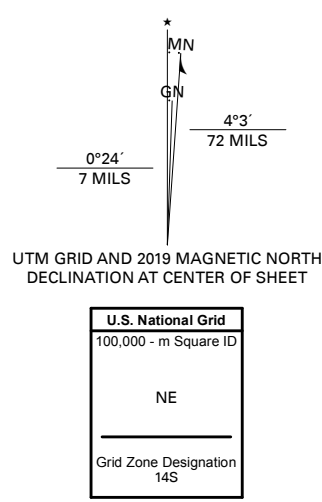 MN
GN
4°3´
72 MILS
0°24´
7 MILS
UTM GRID AND 2019 MAGNETIC NORTH
DECLINATION AT CENTER OF SHEET
U.S. National Grid
100,000 - m Square ID
NE
Grid Zone Designation
14S